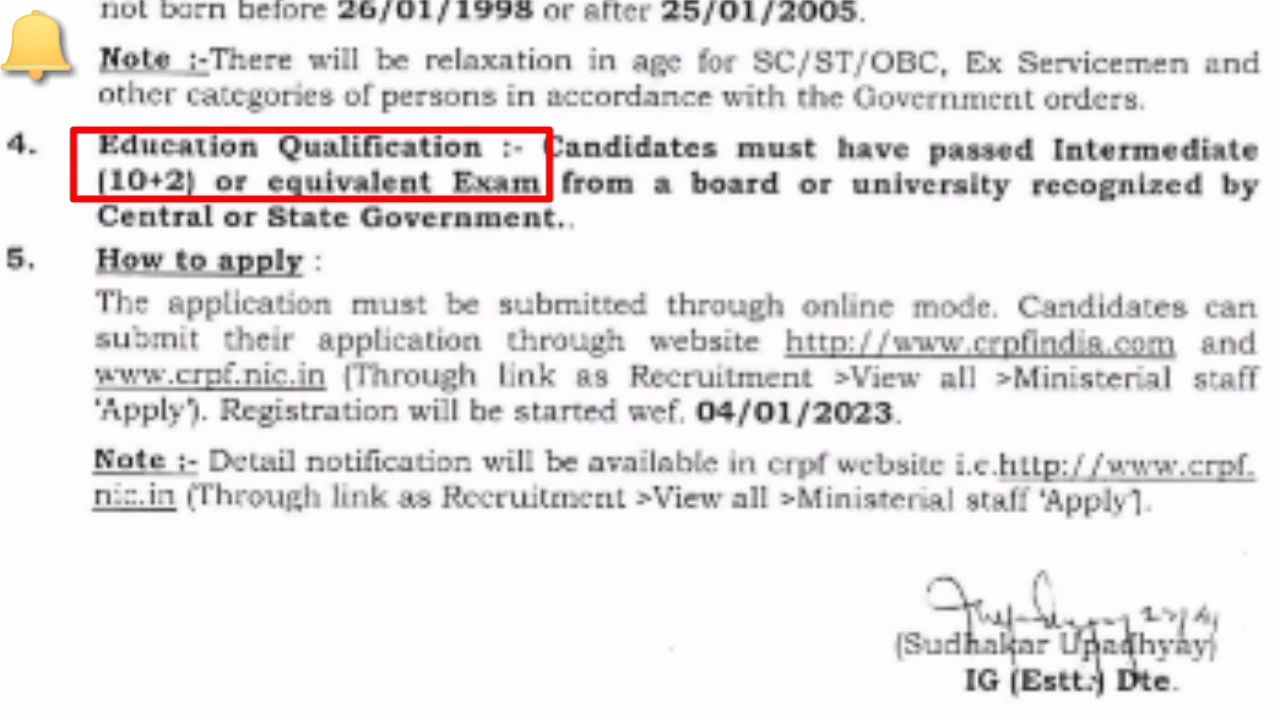 not born before 26/01/1998 or after 25/01/2005.
Note :-There will be relaxation in age for SC/ST/OBC, Ex Servicemen and
other categories of persons in accordance with the Government orders.
4. Education Qualification :- Candidates must have passed Intermediate
(10+2) or equivalent Exam from a board or university recognized by
Central or State Government..
5. How to apply :
The application must be submitted through online mode. Candidates can
submit their application through website http://www.crpfindia.com and
www.crpf.nic.in (Through link as Recruitment >View all >Ministerial staff
'Apply'). Registration will be started wef. 04/01/2023.
Note :- Detail notification will be available in crpf website i.e.http://www.crpf.
nic.in (Through link as Recruitment >View all >Ministerial staff 'Apply'].
(Sudhakar Upadhyay)
IG (Estt.) Dte.